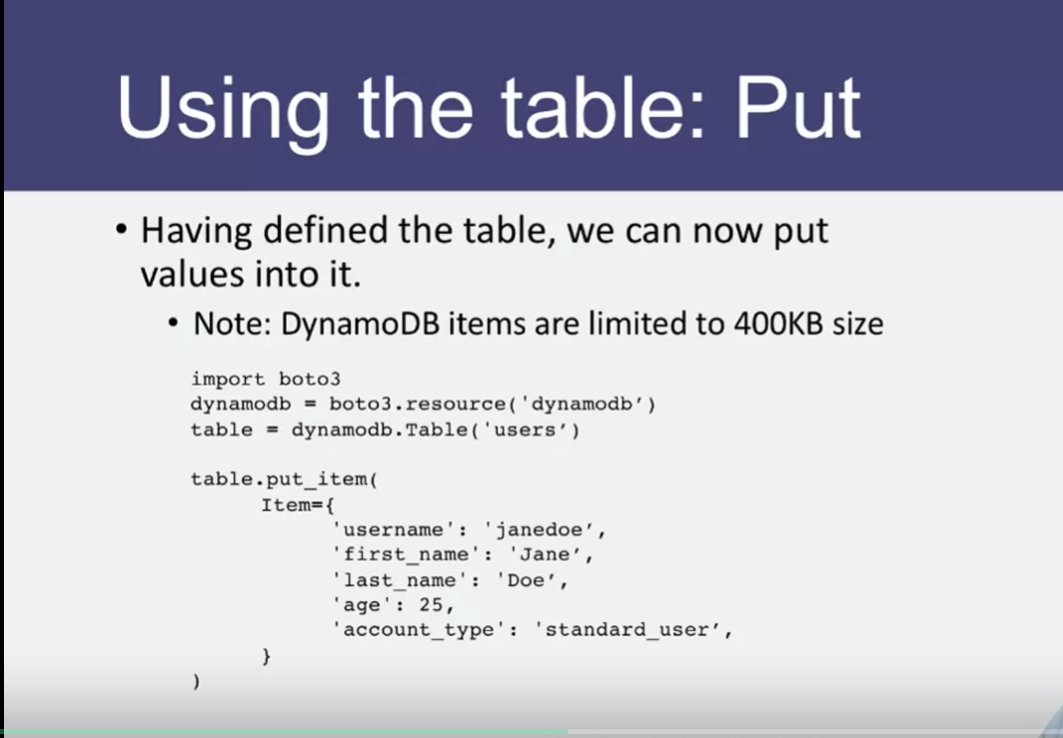 Using the table: Put
• Having defined the table, we can now put
values into it.
• Note: DynamoDB items are limited to 400KB size
import boto3
dynamodb = boto3.resource('dynamodb’)
table = dynamodb.Table('users’)
table.put_item(
Item={
'username': 'janedoe’,
'first_name': 'Jane’,
'last_name': 'Doe’,
'age': 25,
'account_type': 'standard_user’,
}
)